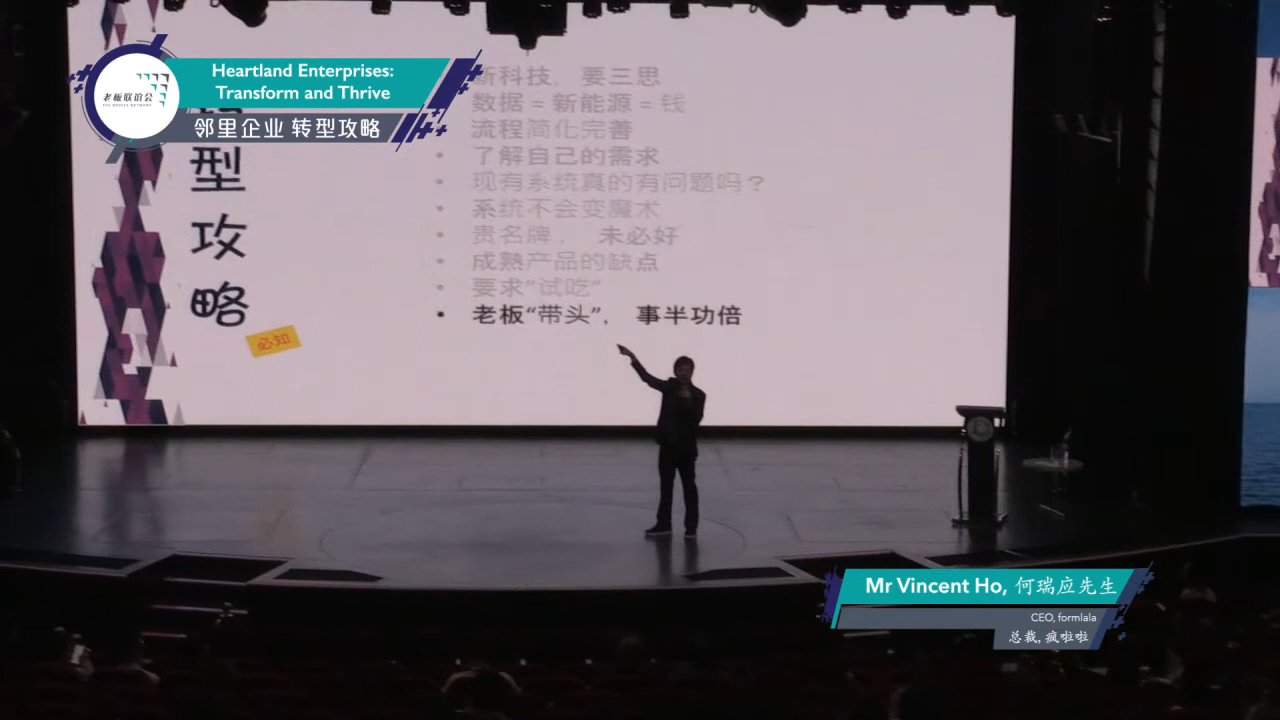 Heartland Enterprises:
Transform and Thrive
老板联谊会
邻里企业 转型攻略
型
攻
略
必知
新科技，要三思
数据 = 新能源 = 钱
流程简化完善
• 了解自己的需求
• 现有系统真的有问题吗？
• 系统不会变魔术
• 贵名牌， 未必好
• 成熟产品的缺点
• 要求“试吃”
• 老板“带头”， 事半功倍
Mr Vincent Ho, 何瑞应先生
CEO, formlala
总裁, 疯啦啦